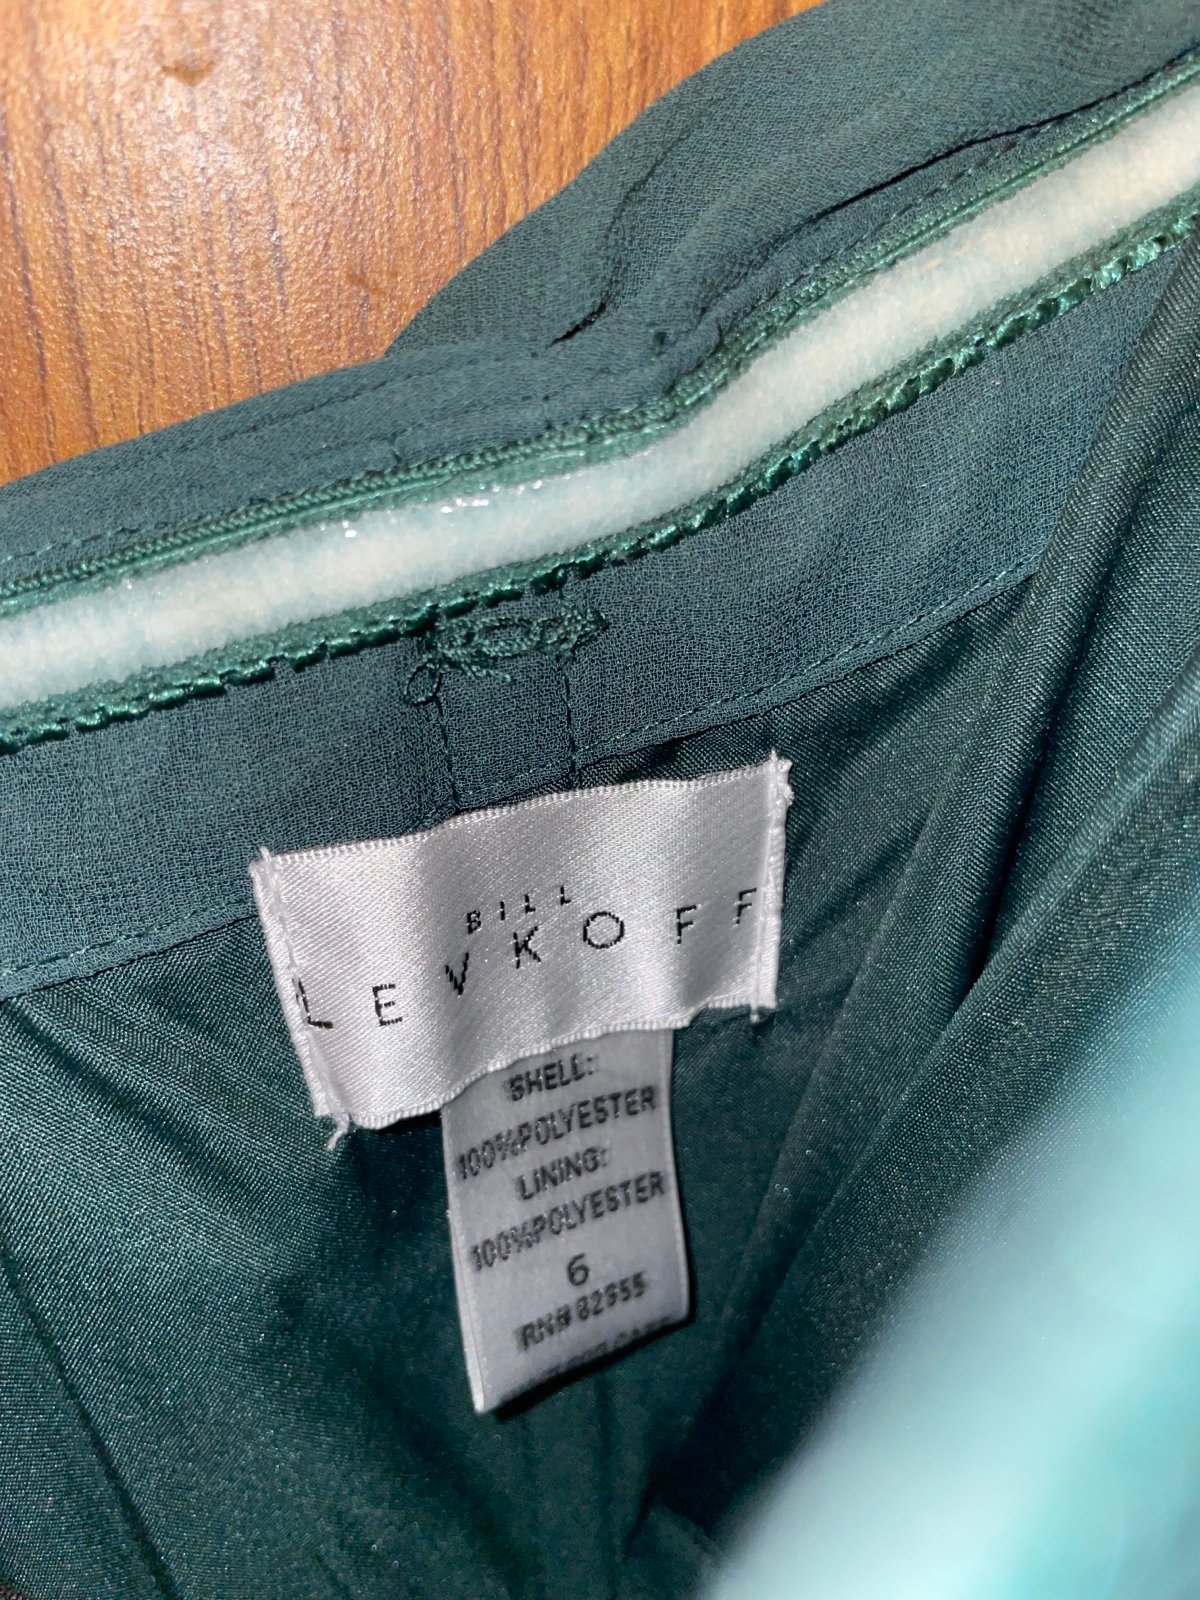 BILL
LEVKOFF
SHELL:
100%POLYESTER
LINING:
100%POLYESTER
6
RN# 82955